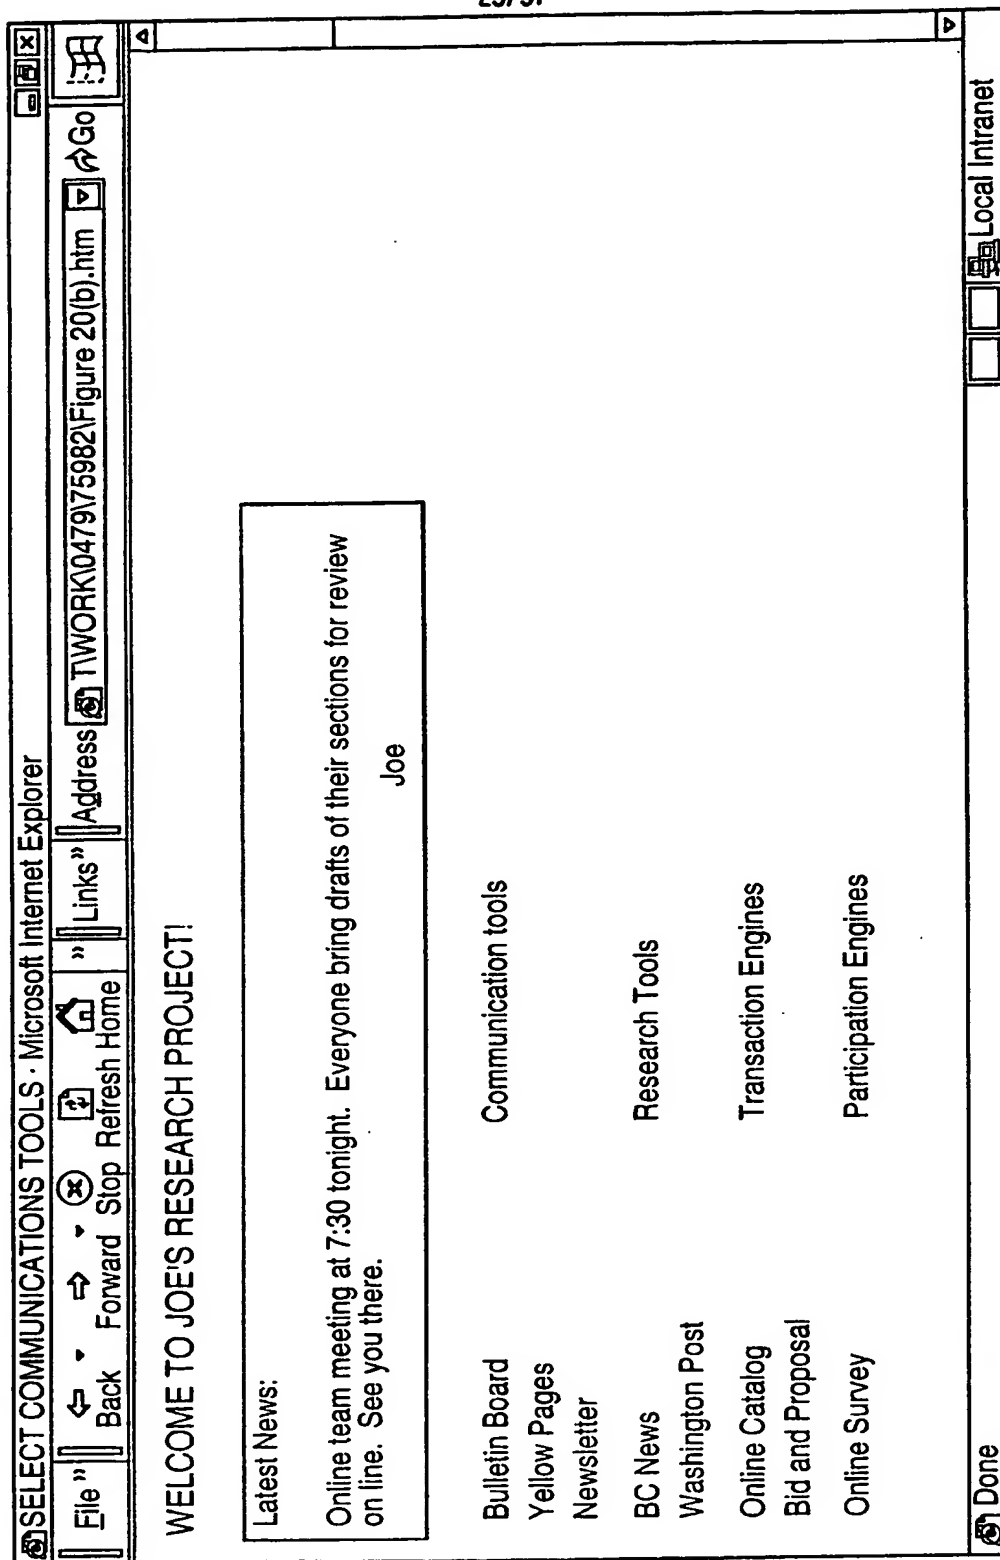 SELECT COMMUNICATIONS TOOLS · Microsoft Internet Explorer
File » Back Forward Stop Refresh Home » Links » Address T\WORK\0479\75982\Figure 20(b).htm Go
WELCOME TO JOE'S RESEARCH PROJECT!
Latest News:
Online team meeting at 7:30 tonight. Everyone bring drafts of their sections for review
on line. See you there.
Joe
Bulletin Board Communication tools
Yellow Pages
Newsletter
BC News Research Tools
Washington Post
Online Catalog Transaction Engines
Bid and Proposal
Online Survey Participation Engines
Done Local Intranet